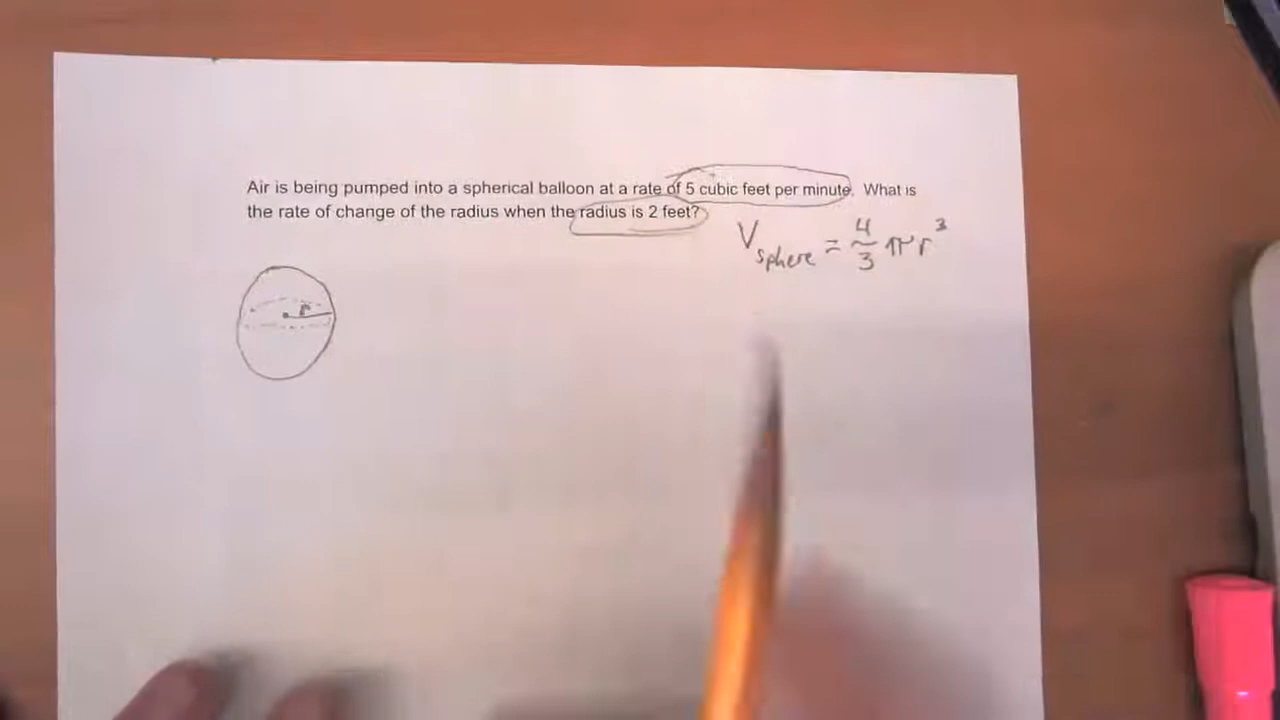 Air is being pumped into a spherical balloon at a rate of 5 cubic feet per minute. What is
the rate of change of the radius when the radius is 2 feet?
V sphere = 4/3 πr³
r